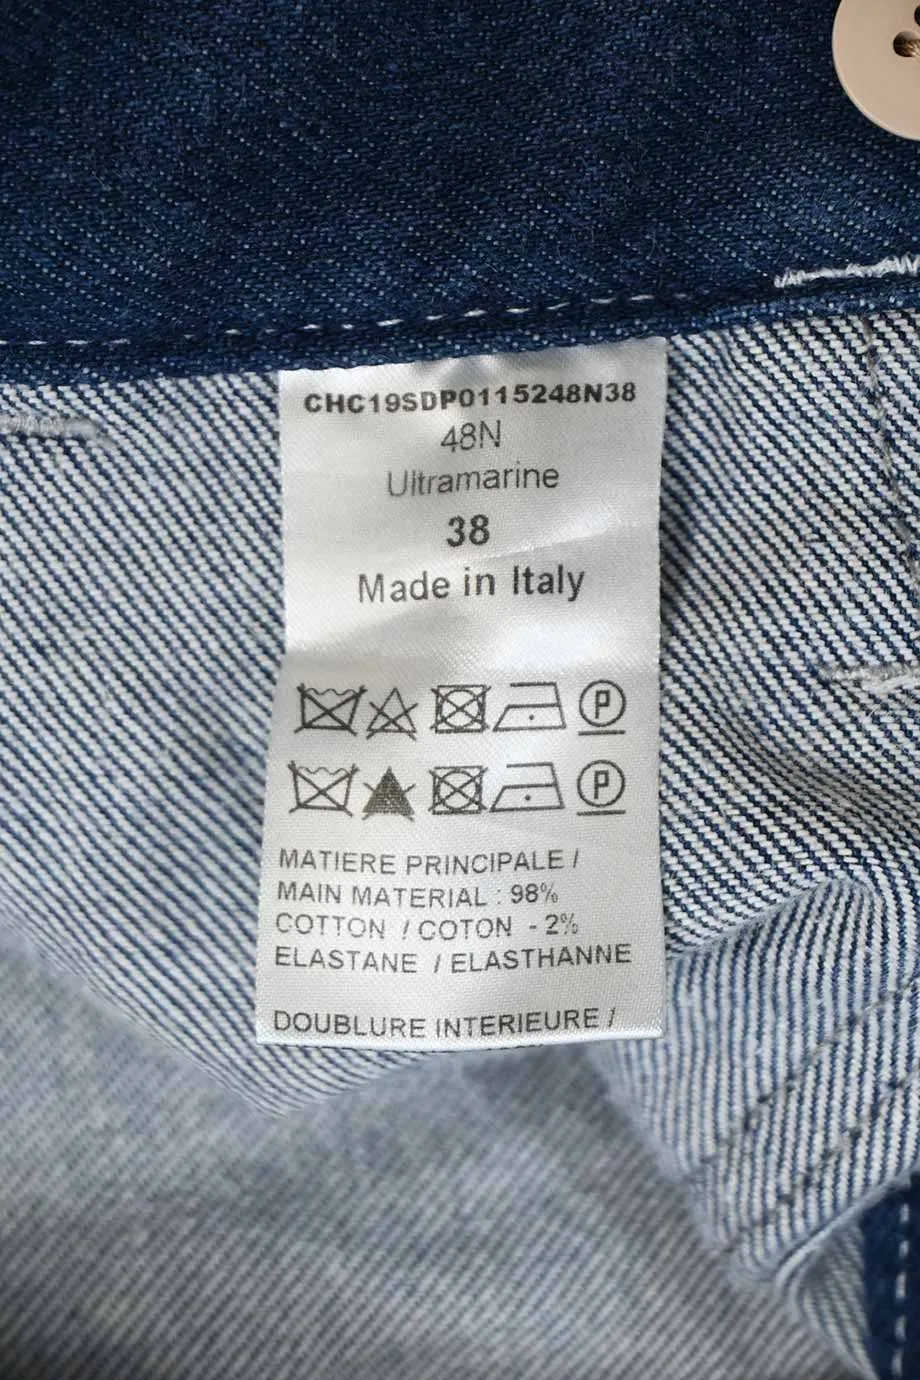 CHC19SDP0115248N38
48N
Ultramarine
38
Made in Italy
P
P
MATIERE PRINCIPALE /
MAIN MATERIAL : 98%
COTTON / COTON - 2%
ELASTANE / ELASTHANNE
DOUBLURE INTERIEURE /